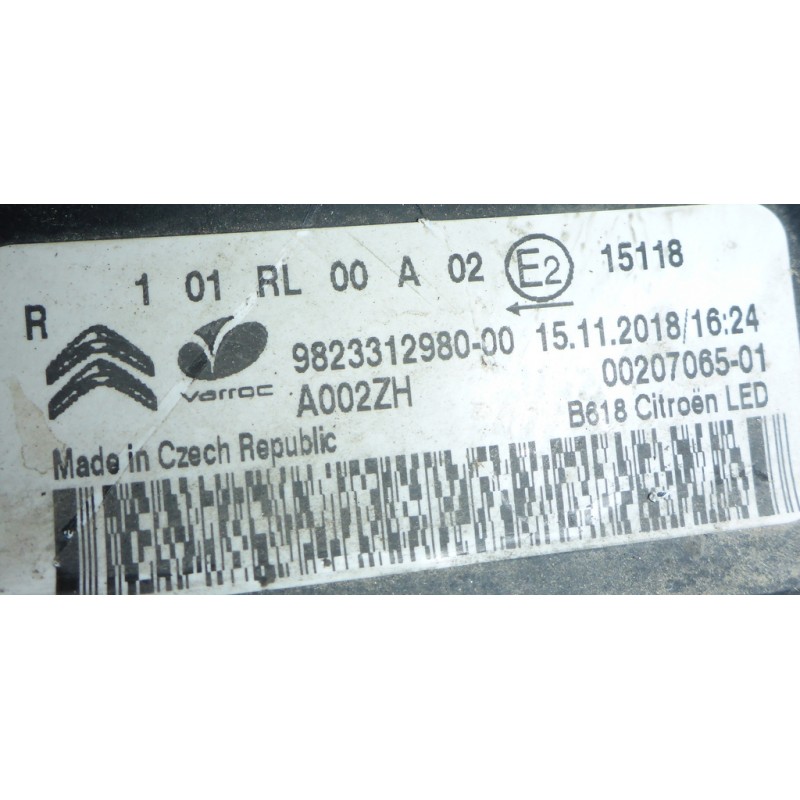 R 1 01 RL 00 A 02 E2 15118
varroc 9823312980-00 15.11.2018/16:24
A002ZH 00207065-01
Made in Czech Republic B618 Citroën LED